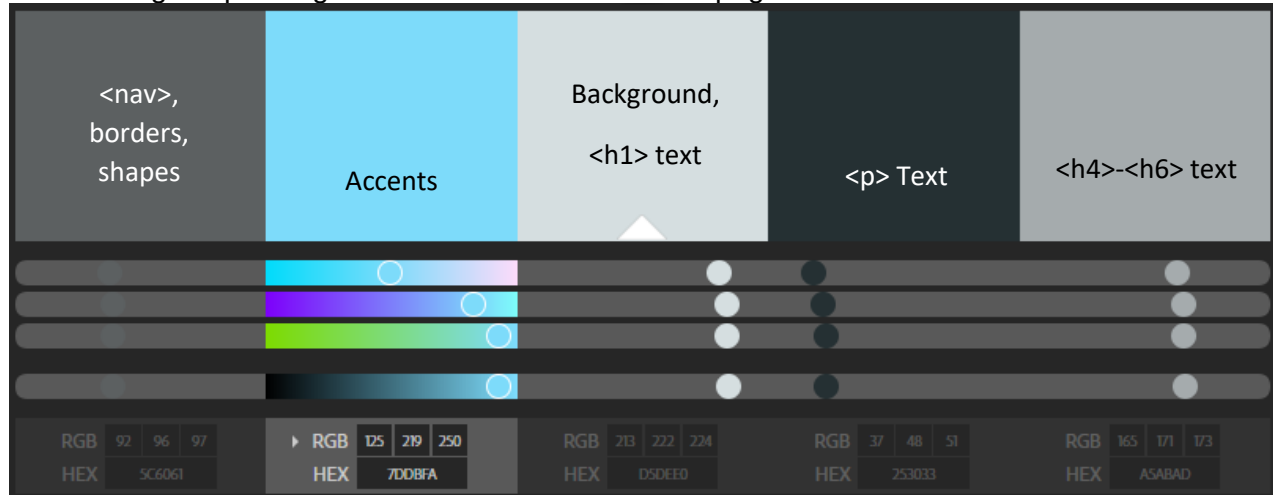 <nav>,
borders,
shapes
Accents
Background,
<h1> text
<p> Text
<h4>-<h6> text
RGB 92 96 97
HEX 5C6061
RGB 125 219 250
HEX 7DDBFA
RGB 213 222 224
HEX D5DEE0
RGB 37 48 51
HEX 253033
RGB 165 171 173
HEX A5ABAD